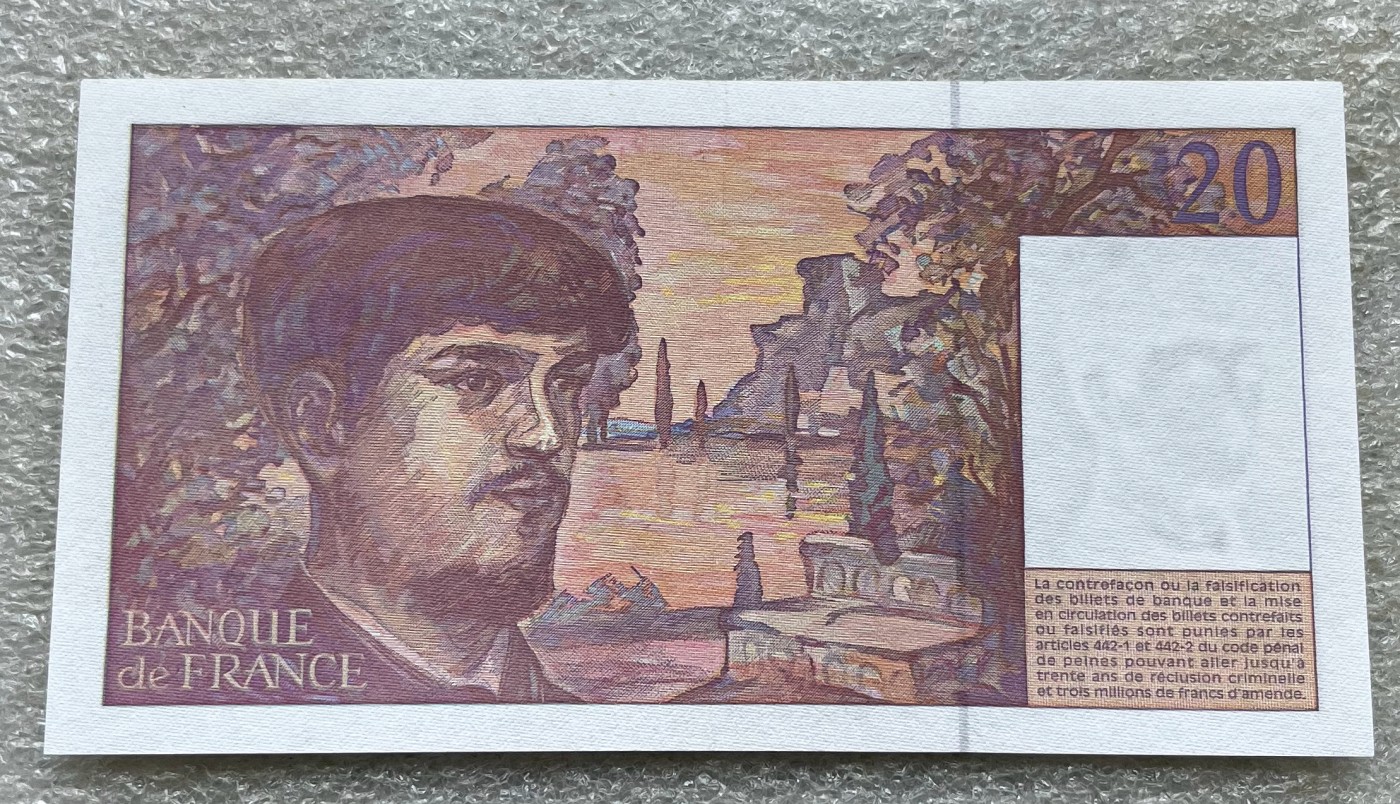 20
BANQUE
de FRANCE
La contrefaçon ou la falsification
des billets de banque et la mise
en circulation des billets contrefaits
ou falsifiés sont punies par les
articles 442-1 et 442-2 du code pénal
de peines pouvant aller jusqu'à
trente ans de réclusion criminelle
et trois millions de francs d'amende.